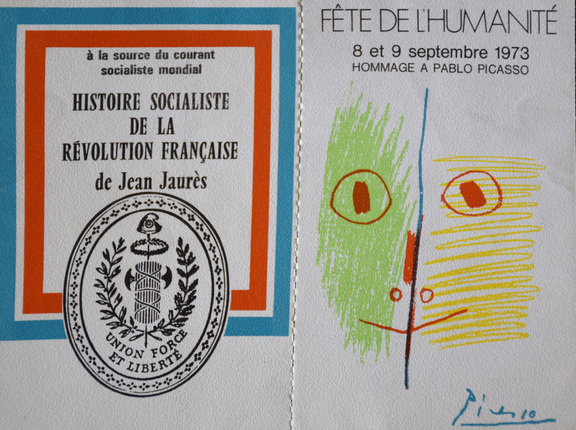 à la source du courant
socialiste mondial
HISTOIRE SOCIALISTE
DE LA
RÉVOLUTION FRANÇAISE
de Jean Jaurès
UNION FORCE
ET LIBERTÉ
FÊTE DE L'HUMANITÉ
8 et 9 septembre 1973
HOMMAGE A PABLO PICASSO
Picasso